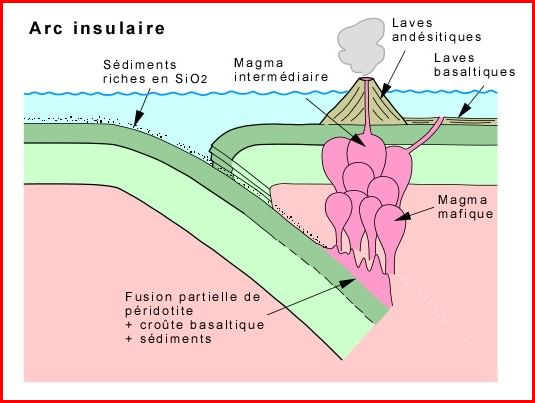 Arc insulaire
Laves
andésitiques
Sédiments
riches en SiO2
Magma
intermédiaire
Laves
basaltiques
Magma
mafique
Fusion partielle de
péridotite
+ croûte basaltique
+ sédiments